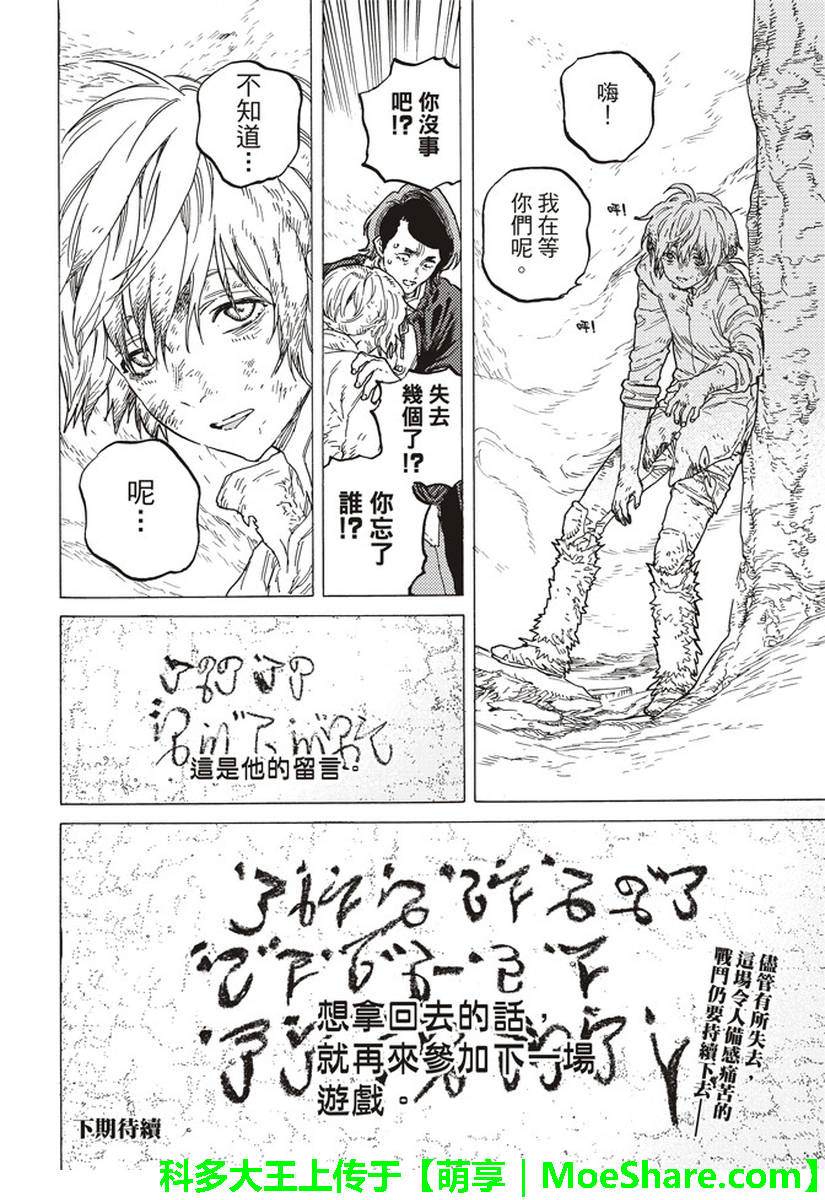 嗨！
我在等
你們呢。
呼！
呼！
你沒事
吧！？
失去
幾個了！？
你忘了
誰！？
不知道…
呢…
這是他的留言。
想拿回去的話，
就再來參加下一場
遊戲。
儘管有所失去，
這場令人備感痛苦的
戰鬥仍要持續下去——
下期待續
科多大王上传于【萌享】| MoeShare.com】